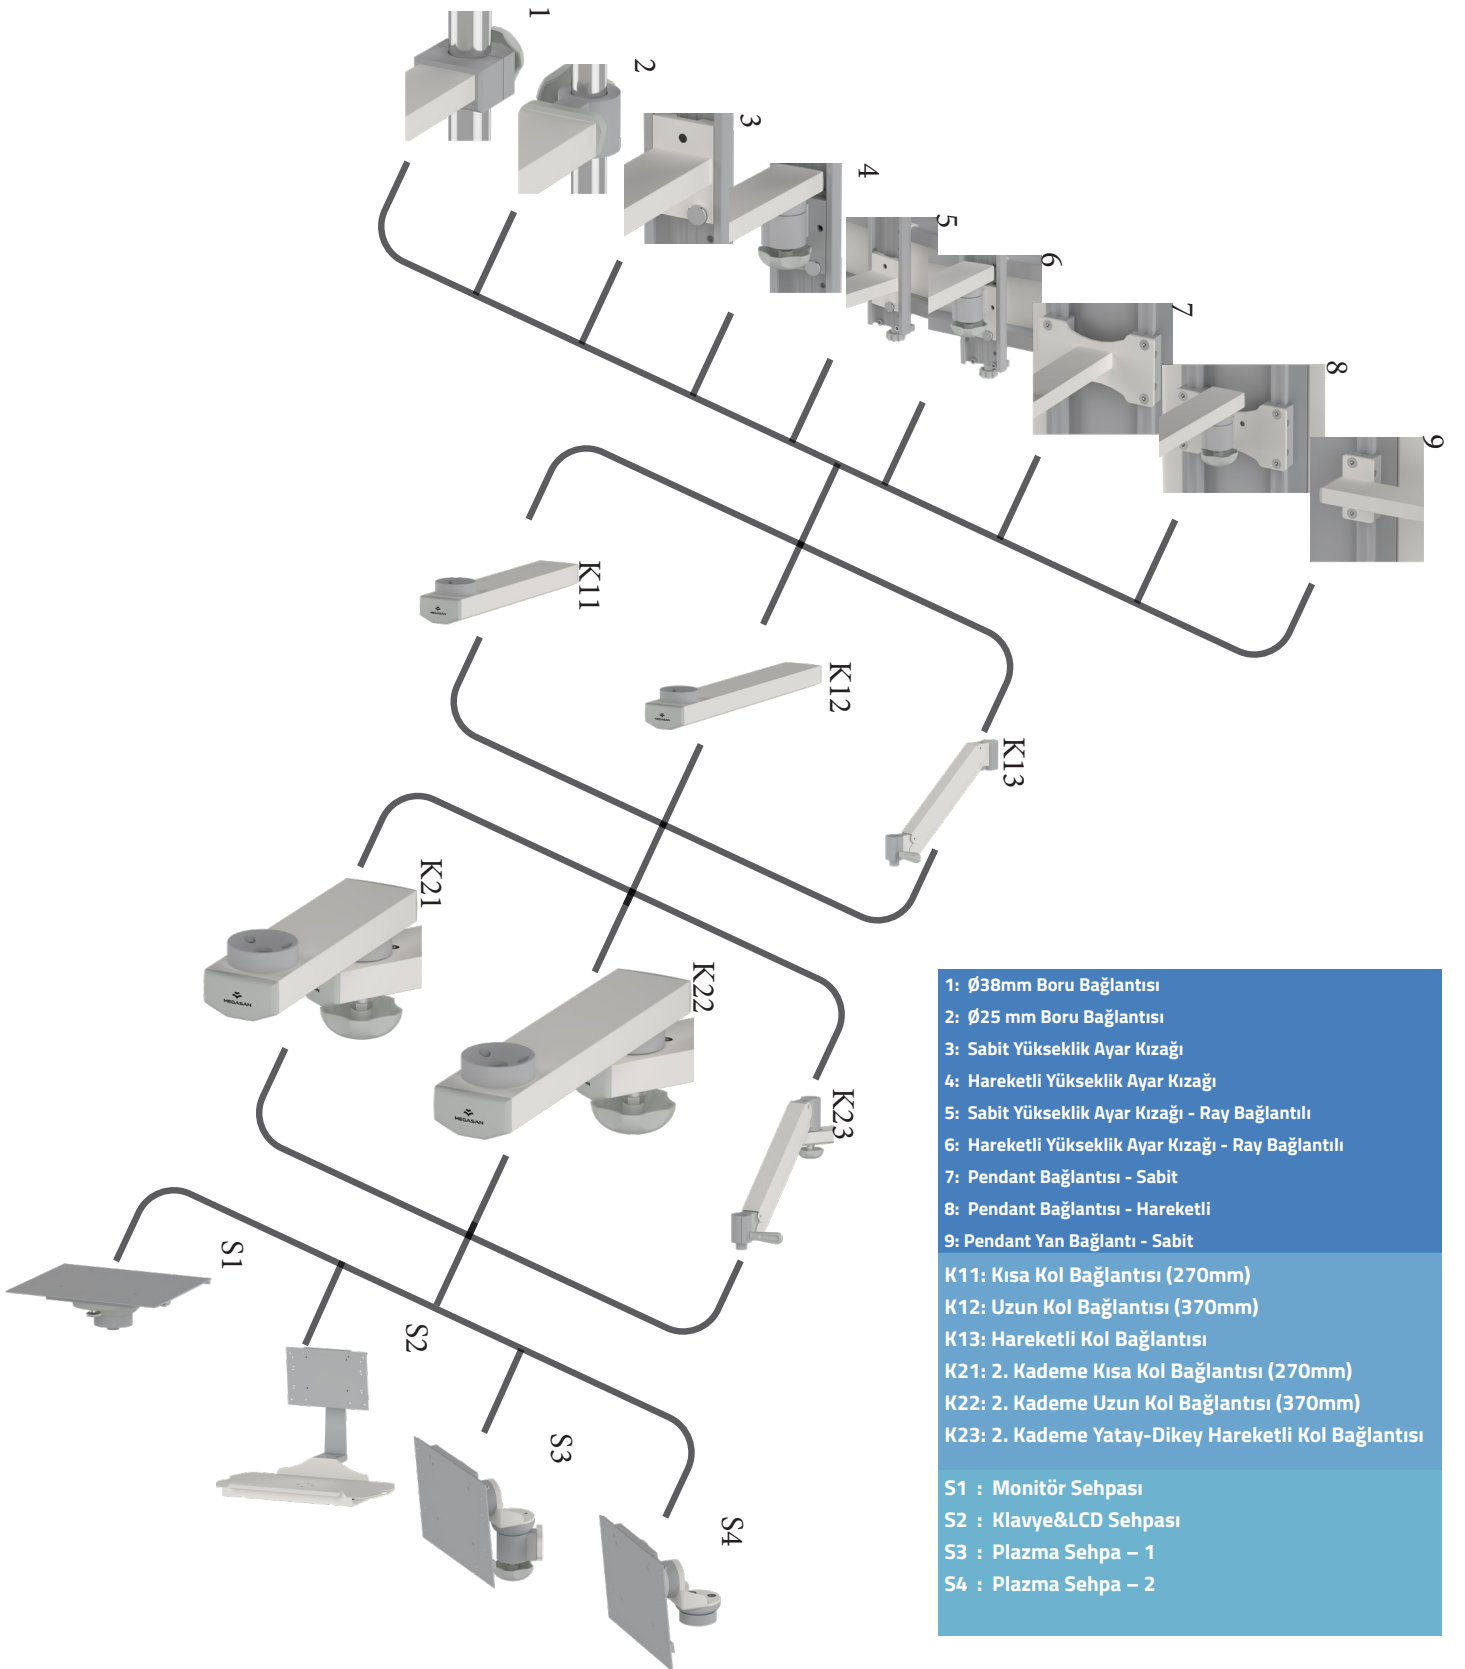 1
2
3
4
5
6
7
8
9
K11
K12
K13
K21
MEGASAN
K22
MEGASAN
K23
S1
S2
S3
S4
1: Ø38mm Boru Bağlantısı
2: Ø25 mm Boru Bağlantısı
3: Sabit Yükseklik Ayar Kızağı
4: Hareketli Yükseklik Ayar Kızağı
5: Sabit Yükseklik Ayar Kızağı - Ray Bağlantılı
6: Hareketli Yükseklik Ayar Kızağı - Ray Bağlantılı
7: Pendant Bağlantısı - Sabit
8: Pendant Bağlantısı - Hareketli
9: Pendant Yan Bağlantı - Sabit
K11: Kısa Kol Bağlantısı (270mm)
K12: Uzun Kol Bağlantısı (370mm)
K13: Hareketli Kol Bağlantısı
K21: 2. Kademe Kısa Kol Bağlantısı (270mm)
K22: 2. Kademe Uzun Kol Bağlantısı (370mm)
K23: 2. Kademe Yatay-Dikey Hareketli Kol Bağlantısı
S1 : Monitör Sehpası
S2 : Klavye&LCD Sehpası
S3 : Plazma Sehpa – 1
S4 : Plazma Sehpa – 2